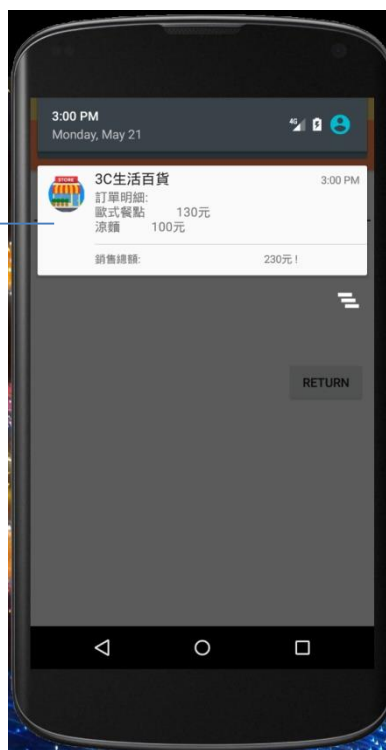 3:00 PM
Monday, May 21
4G
STORE
3C生活百貨 3:00 PM
訂單明細:
歐式餐點 130元
涼麵 100元
銷售總額: 230元!
RETURN